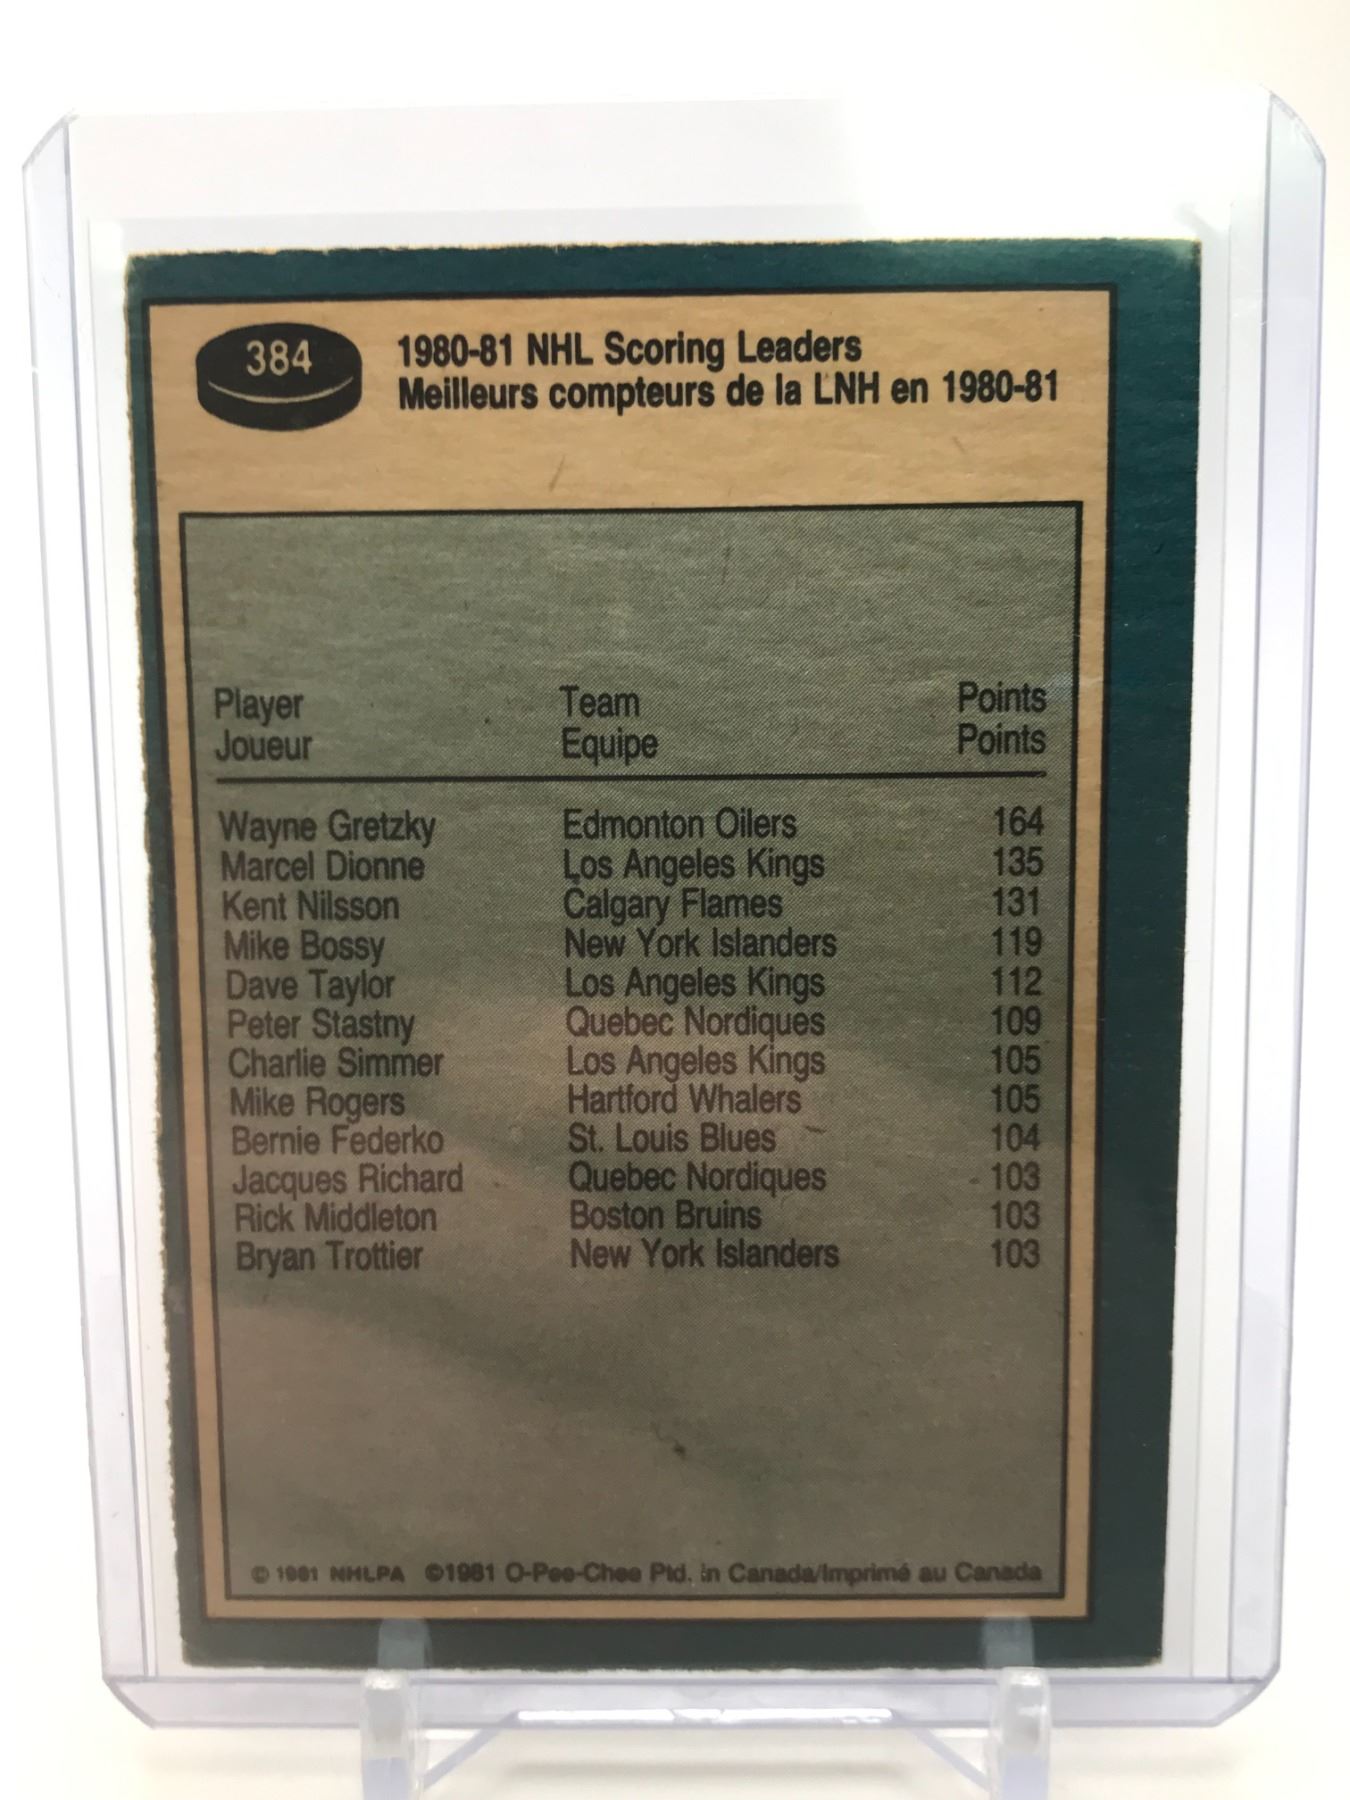 384
1980-81 NHL Scoring Leaders
Meilleurs compteurs de la LNH en 1980-81
Player Team Points
Joueur Equipe Points
Wayne Gretzky Edmonton Oilers 164
Marcel Dionne Los Angeles Kings 135
Kent Nilsson Calgary Flames 131
Mike Bossy New York Islanders 119
Dave Taylor Los Angeles Kings 112
Peter Stastny Quebec Nordiques 109
Charlie Simmer Los Angeles Kings 105
Mike Rogers Hartford Whalers 105
Bernie Federko St. Louis Blues 104
Jacques Richard Quebec Nordiques 103
Rick Middleton Boston Bruins 103
Bryan Trottier New York Islanders 103
© 1981 NHLPA ©1981 O-Pee-Chee Ptd. in Canada/Imprimé au Canada